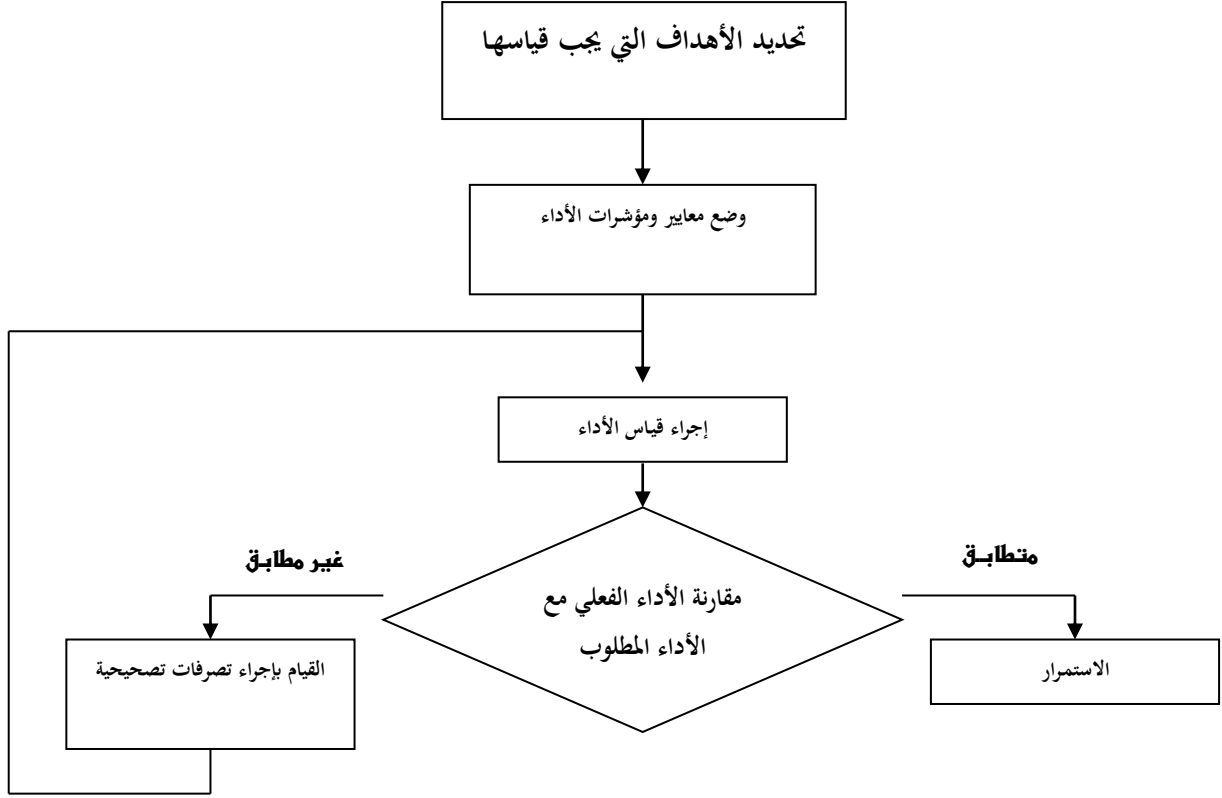 تحديد الأهداف التي يجب قياسها
وضع معايير ومؤشرات الأداء
إجراء قياس الأداء
متطابق
غير مطابق
مقارنة الأداء الفعلي مع
الأداء المطلوب
الاستمرار
القيام بإجراء تصرفات تصحيحية